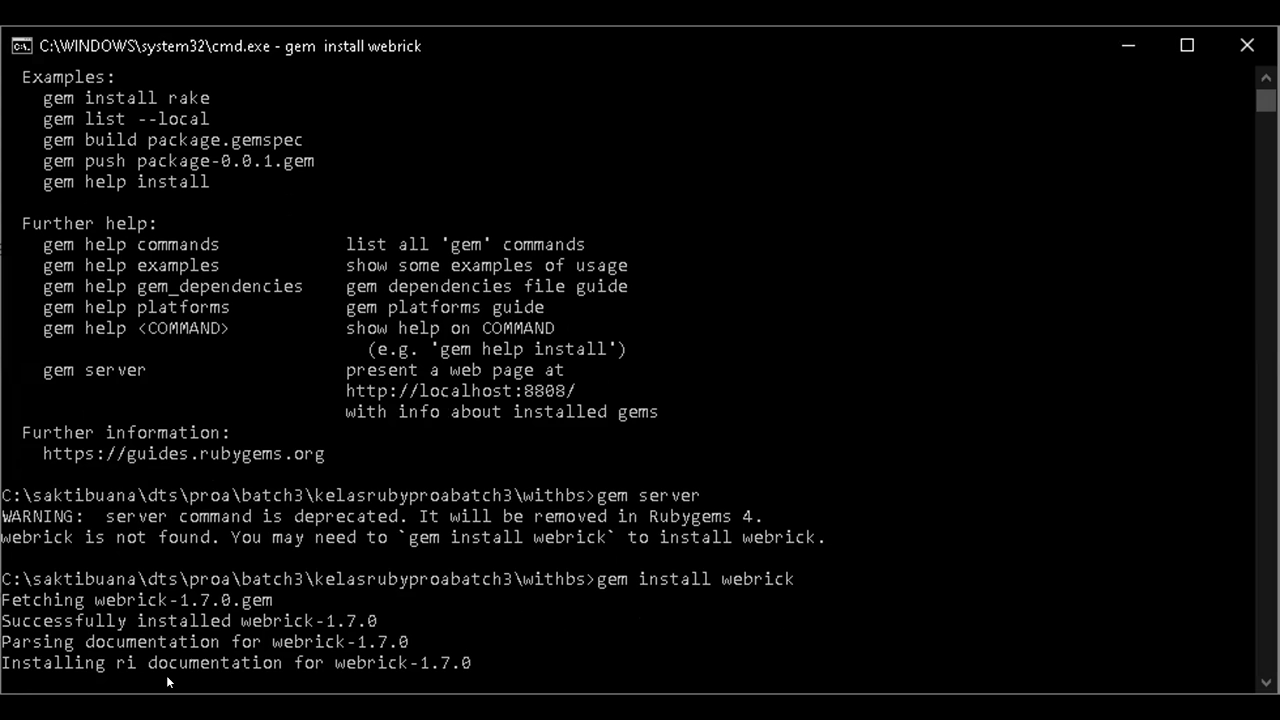 C:\WINDOWS\system32\cmd.exe - gem  install webrick
Examples:
gem install rake
gem list --local
gem build package.gemspec
gem push package-0.0.1.gem
gem help install
Further help:
gem help commands list all 'gem' commands
gem help examples show some examples of usage
gem help gem_dependencies gem dependencies file guide
gem help platforms gem platforms guide
gem help <COMMAND> show help on COMMAND
(e.g. 'gem help install')
gem server present a web page at
http://localhost:8808/
with info about installed gems
Further information:
https://guides.rubygems.org
C:\saktibuana\dts\proa\batch3\kelasrubyproabatch3\withbs>gem server
WARNING:  server command is deprecated. It will be removed in Rubygems 4.
webrick is not found. You may need to `gem install webrick` to install webrick.
C:\saktibuana\dts\proa\batch3\kelasrubyproabatch3\withbs>gem install webrick
Fetching webrick-1.7.0.gem
Successfully installed webrick-1.7.0
Parsing documentation for webrick-1.7.0
Installing ri documentation for webrick-1.7.0